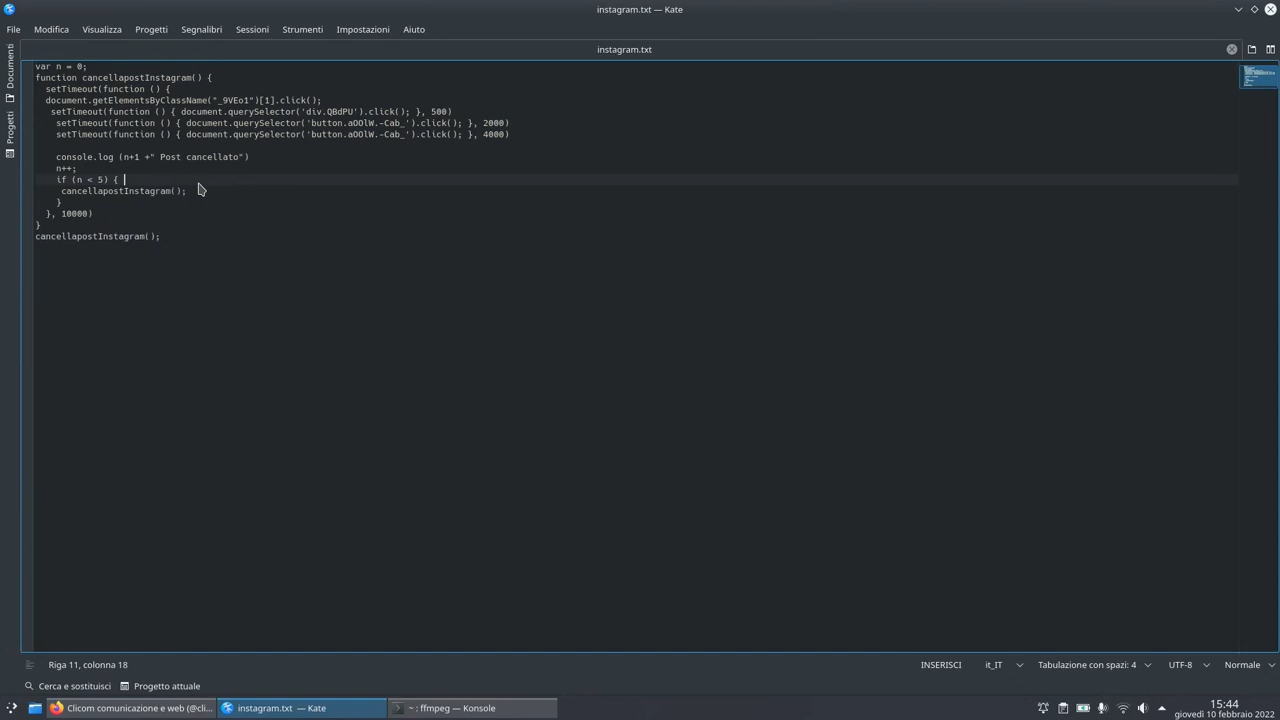 instagram.txt — Kate
File Modifica Visualizza Progetti Segnalibri Sessioni Strumenti Impostazioni Aiuto
instagram.txt
Documenti
Progetti
var n = 0;
function cancellapostInstagram() {
setTimeout(function () {
document.getElementsByClassName("_9VEo1")[1].click();
setTimeout(function () { document.querySelector('div.QBdPU').click(); }, 500)
setTimeout(function () { document.querySelector('button.aOOlW.-Cab_').click(); }, 2000)
setTimeout(function () { document.querySelector('button.aOOlW.-Cab_').click(); }, 4000)
console.log (n+1 +" Post cancellato")
n++;
if (n < 5) {
cancellapostInstagram();
}
}, 10000)
}
cancellapostInstagram();
Riga 11, colonna 18 INSERISCI it_IT Tabulazione con spazi: 4 UTF-8 Normale
Cerca e sostituisci Progetto attuale
Clicom comunicazione e web (@cli... instagram.txt — Kate ~ : ffmpeg — Konsole
15:44
giovedì 10 febbraio 2022